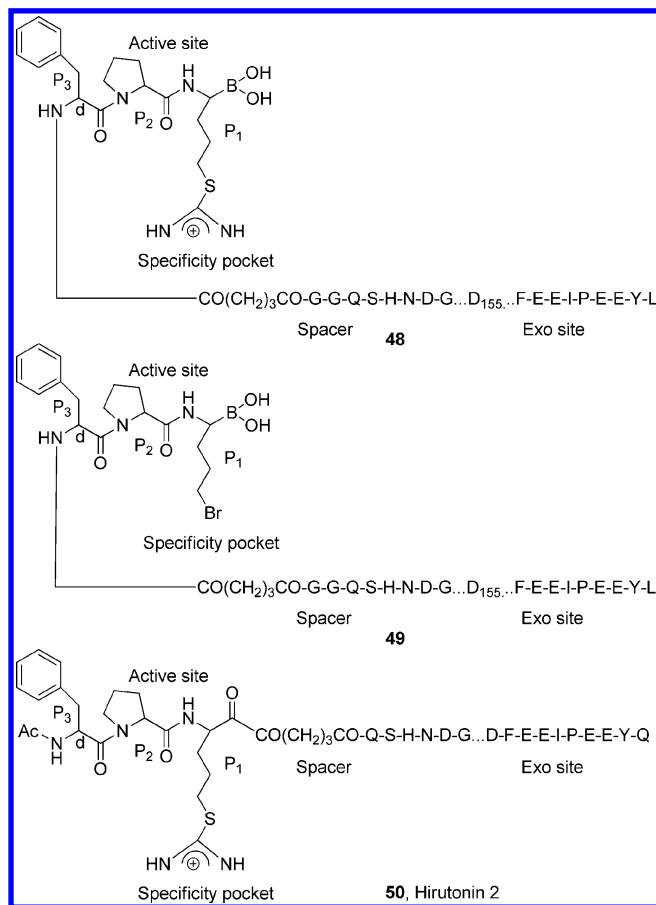 Active site
P3
H
N
B
OH
OH
HN
d
O
N
P2
O
P1
S
HN
⊕
NH
Specificity pocket
CO(CH2)3CO-G-G-Q-S-H-N-D-G...D155...F-E-E-I-P-E-E-Y-L
Spacer
48
Exo site
Active site
P3
H
N
B
OH
OH
HN
d
O
N
P2
O
P1
Br
Specificity pocket
CO(CH2)3CO-G-G-Q-S-H-N-D-G...D155...F-E-E-I-P-E-E-Y-L
Spacer
49
Exo site
Active site
P3
H
N
O
Ac
N
H
d
O
N
P2
O
P1
CO(CH2)3CO-Q-S-H-N-D-G...D-F-E-E-I-P-E-E-Y-Q
Spacer
Exo site
S
HN
⊕
NH
Specificity pocket
50, Hirutonin 2